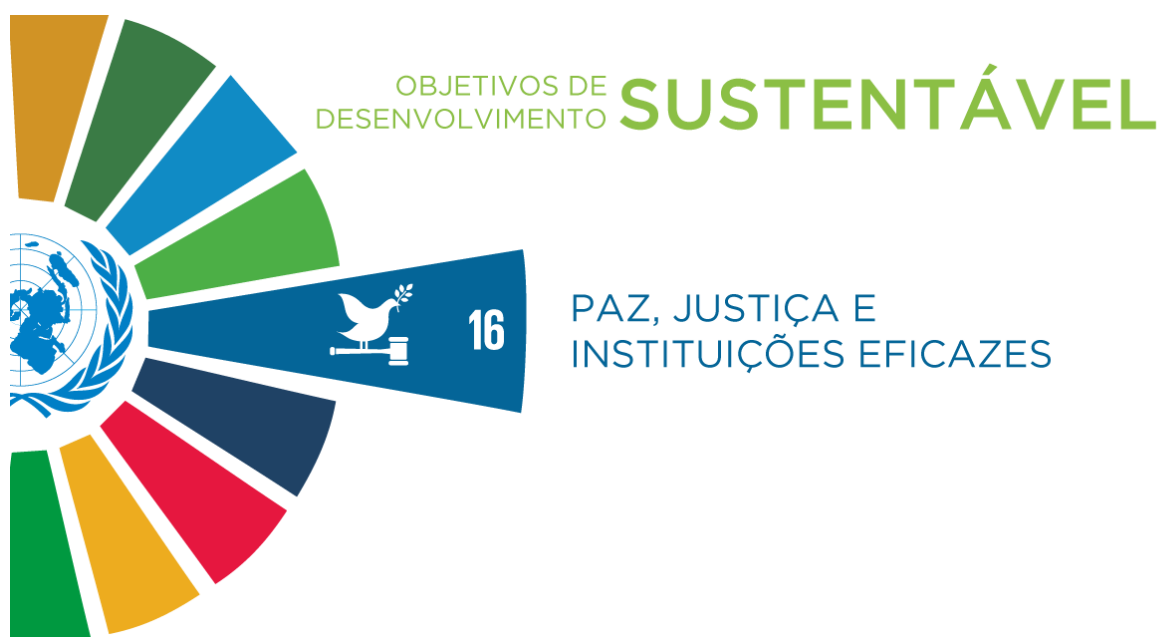 OBJETIVOS DE
DESENVOLVIMENTO SUSTENTÁVEL
16
PAZ, JUSTIÇA E
INSTITUIÇÕES EFICAZES